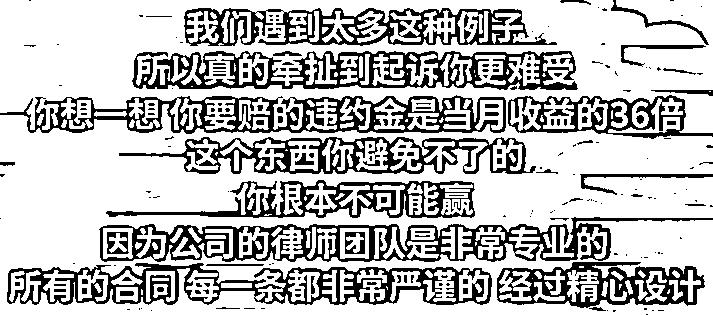 我们遇到太多这种例子
所以真的牵扯到起诉你更难受
你想一想 你要赔的违约金是当月收益的36倍
这个东西你避免不了的
你根本不可能赢
因为公司的律师团队是非常专业的
所有的合同 每一条都非常严谨的 经过精心设计